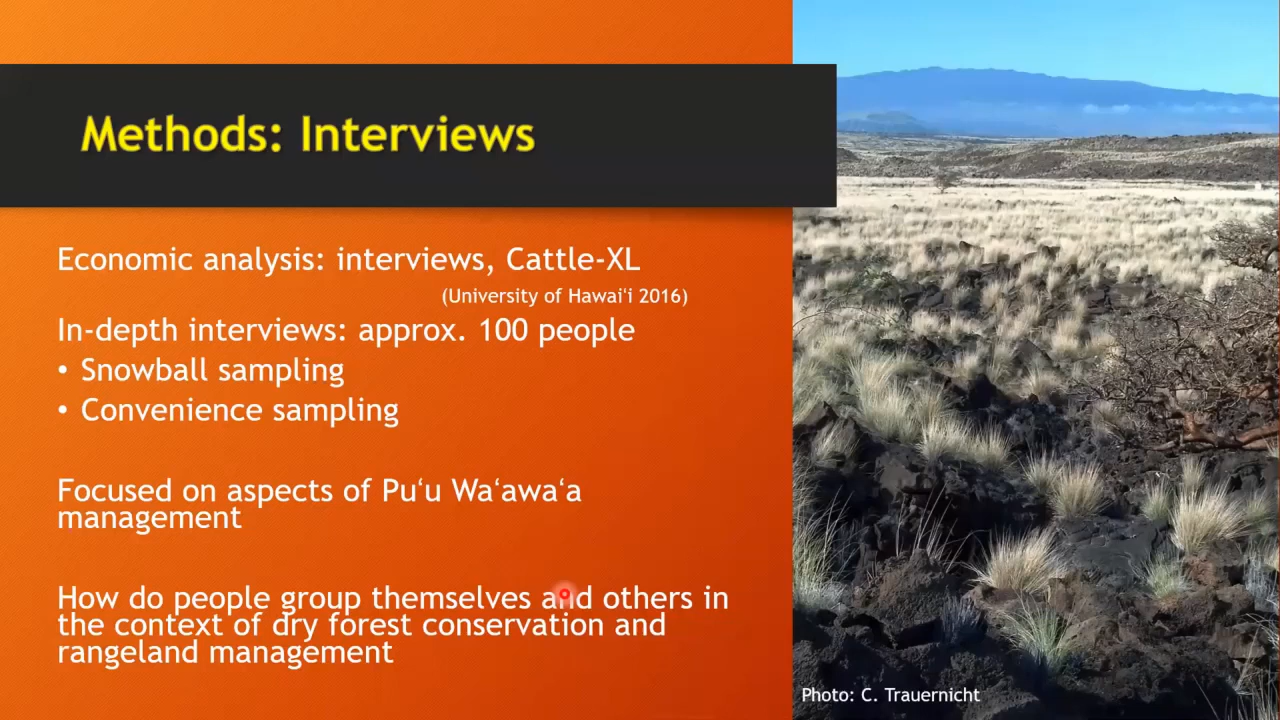 Methods: Interviews
Economic analysis: interviews, Cattle-XL
(University of Hawaiʻi 2016)
In-depth interviews: approx. 100 people
• Snowball sampling
• Convenience sampling
Focused on aspects of Puʻu Waʻawaʻa
management
How do people group themselves and others in
the context of dry forest conservation and
rangeland management
Photo: C. Trauernicht